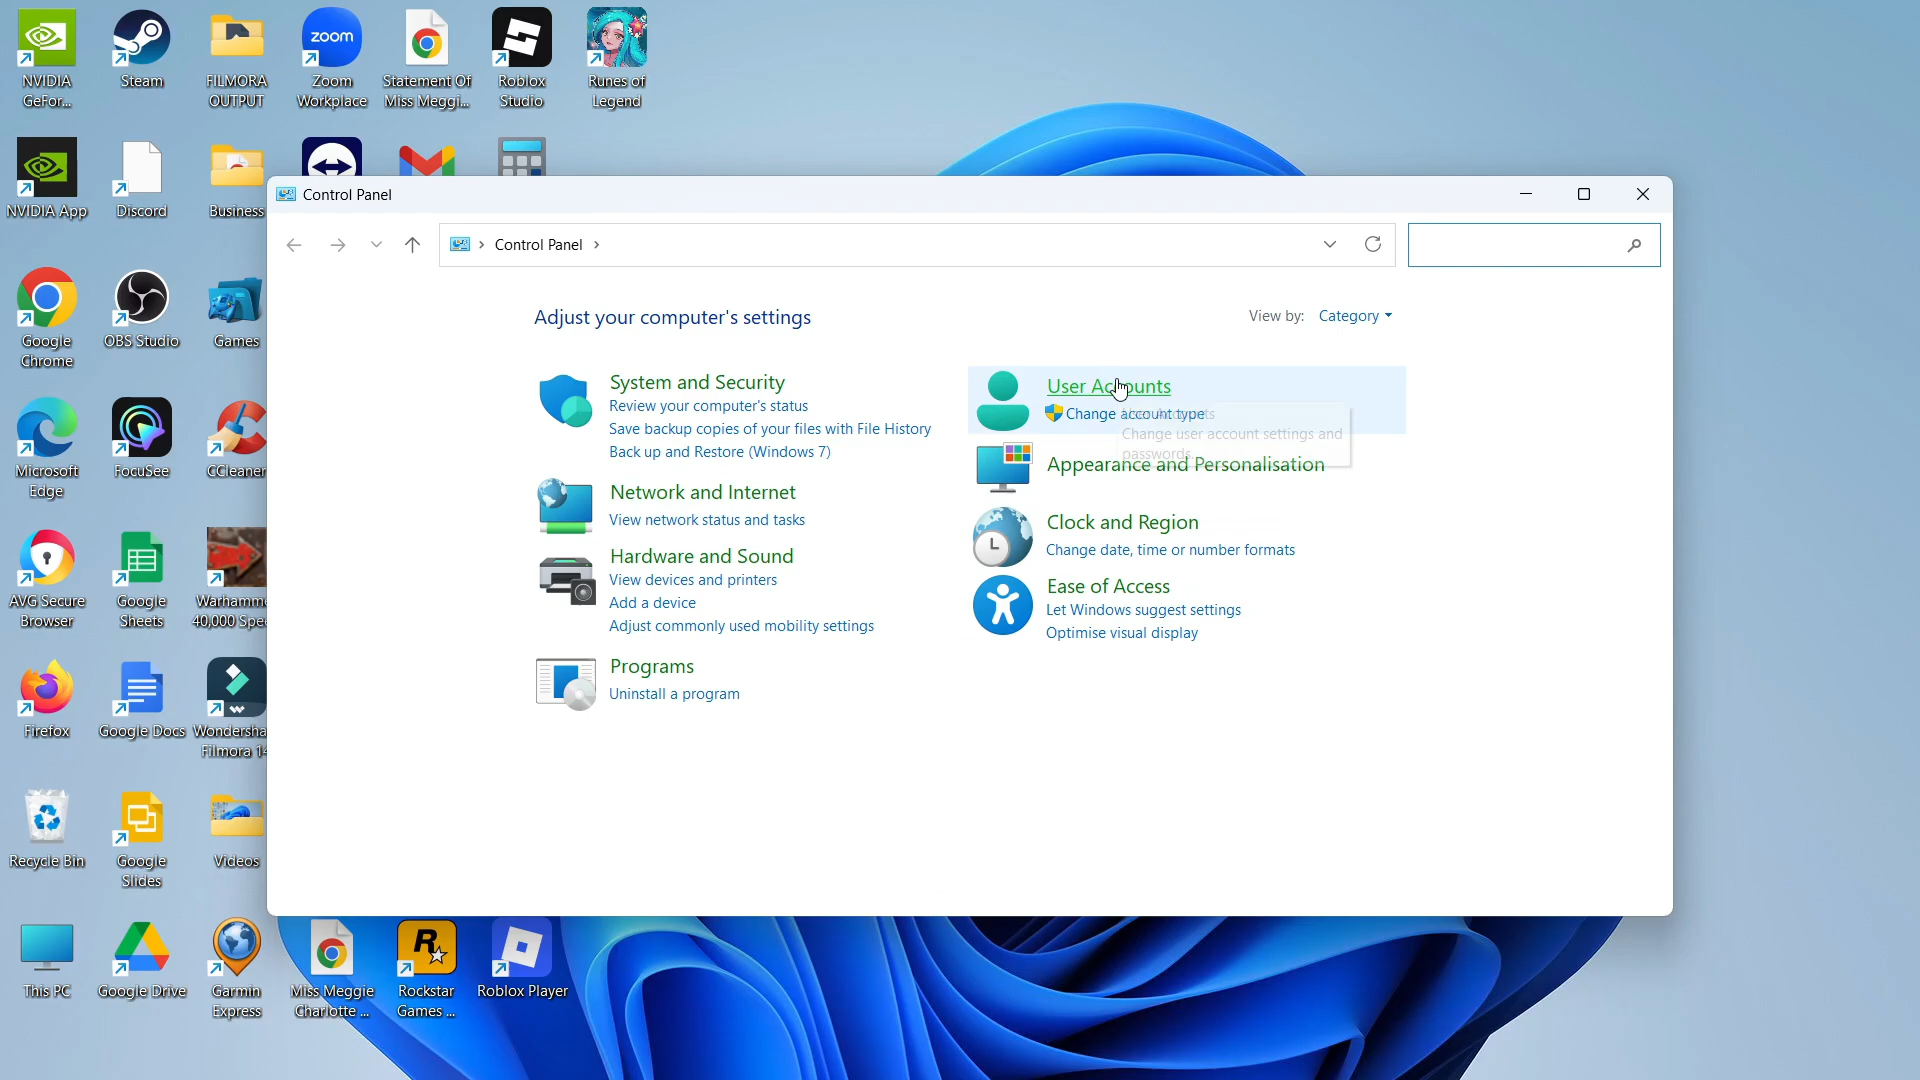 NVIDIA
GeFor...
Steam
FILMORA
OUTPUT
zoom
Zoom
Workplace
Statement Of
Miss Meggi...
Roblox
Studio
Runes of
Legend
NVIDIA App
Discord
Business
Google
Chrome
OBS Studio
Games
Microsoft
Edge
FocuSee
CCleaner
AVG Secure
Browser
Google
Sheets
Warhamme
40,000 Spe
Firefox
Google Docs
Wondersha
Filmora 14
Recycle Bin
Google
Slides
Videos
This PC
Google Drive
Garmin
Express
Miss Meggie
Charlotte ...
R
Rockstar
Games ...
Roblox Player
Control Panel
Control Panel
Adjust your computer's settings
View by: Category
System and Security
Review your computer's status
Save backup copies of your files with File History
Back up and Restore (Windows 7)
Network and Internet
View network status and tasks
Hardware and Sound
View devices and printers
Add a device
Adjust commonly used mobility settings
Programs
Uninstall a program
User Accounts
Change account type
User Accounts
Change user account settings and
passwords.
Appearance and Personalisation
Clock and Region
Change date, time or number formats
Ease of Access
Let Windows suggest settings
Optimise visual display